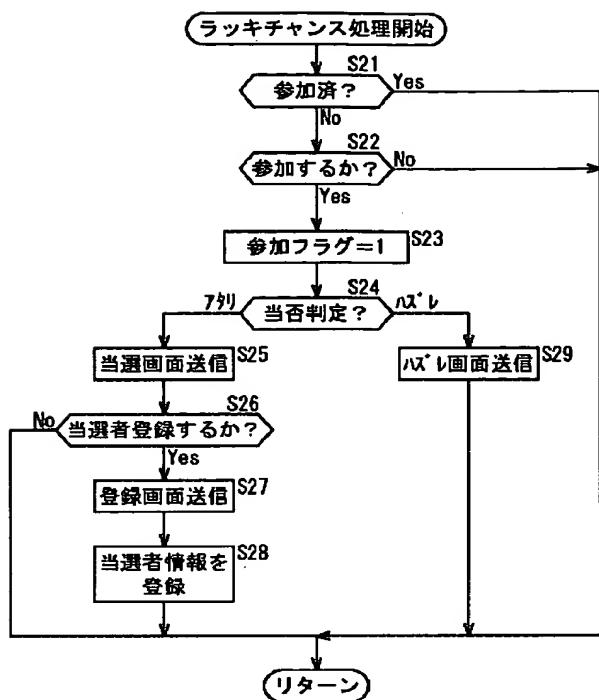 ラッキチャンス処理開始
S21
参加済?
Yes
No
S22
参加するか?
No
Yes
参加フラグ=1
S23
S24
アタリ
当否判定?
ハズレ
当選画面送信
S25
ハズレ画面送信
S29
S26
No
当選者登録するか?
Yes
登録画面送信
S27
当選者情報を
登録
S28
リターン